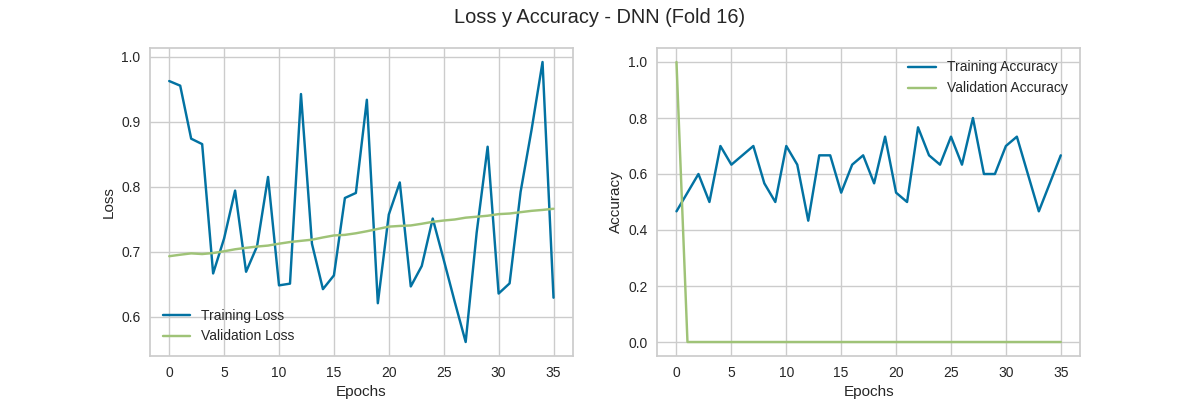 Loss y Accuracy - DNN (Fold 16)
1.0
0.9
0.8
0.7
0.6
Loss
Training Loss
Validation Loss
0 5 10 15 20 25 30 35
Epochs
1.0
0.8
0.6
0.4
0.2
0.0
Accuracy
Training Accuracy
Validation Accuracy
0 5 10 15 20 25 30 35
Epochs